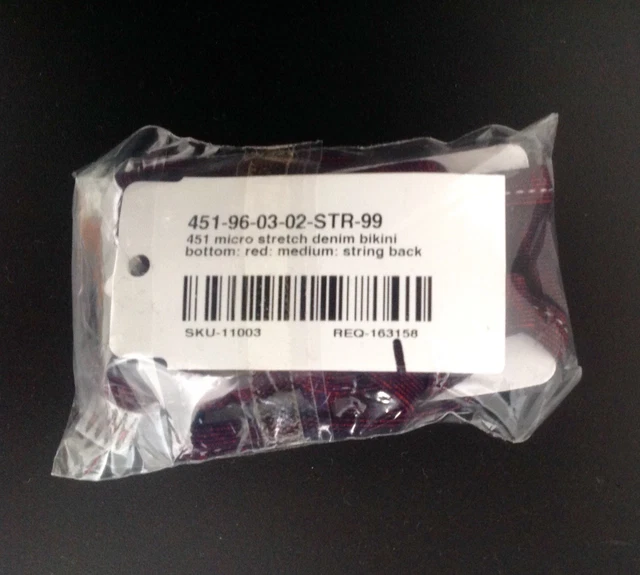 451-96-03-02-STR-99
451 micro stretch denim bikini
bottom: red: medium: string back
SKU-11003 REQ-163158